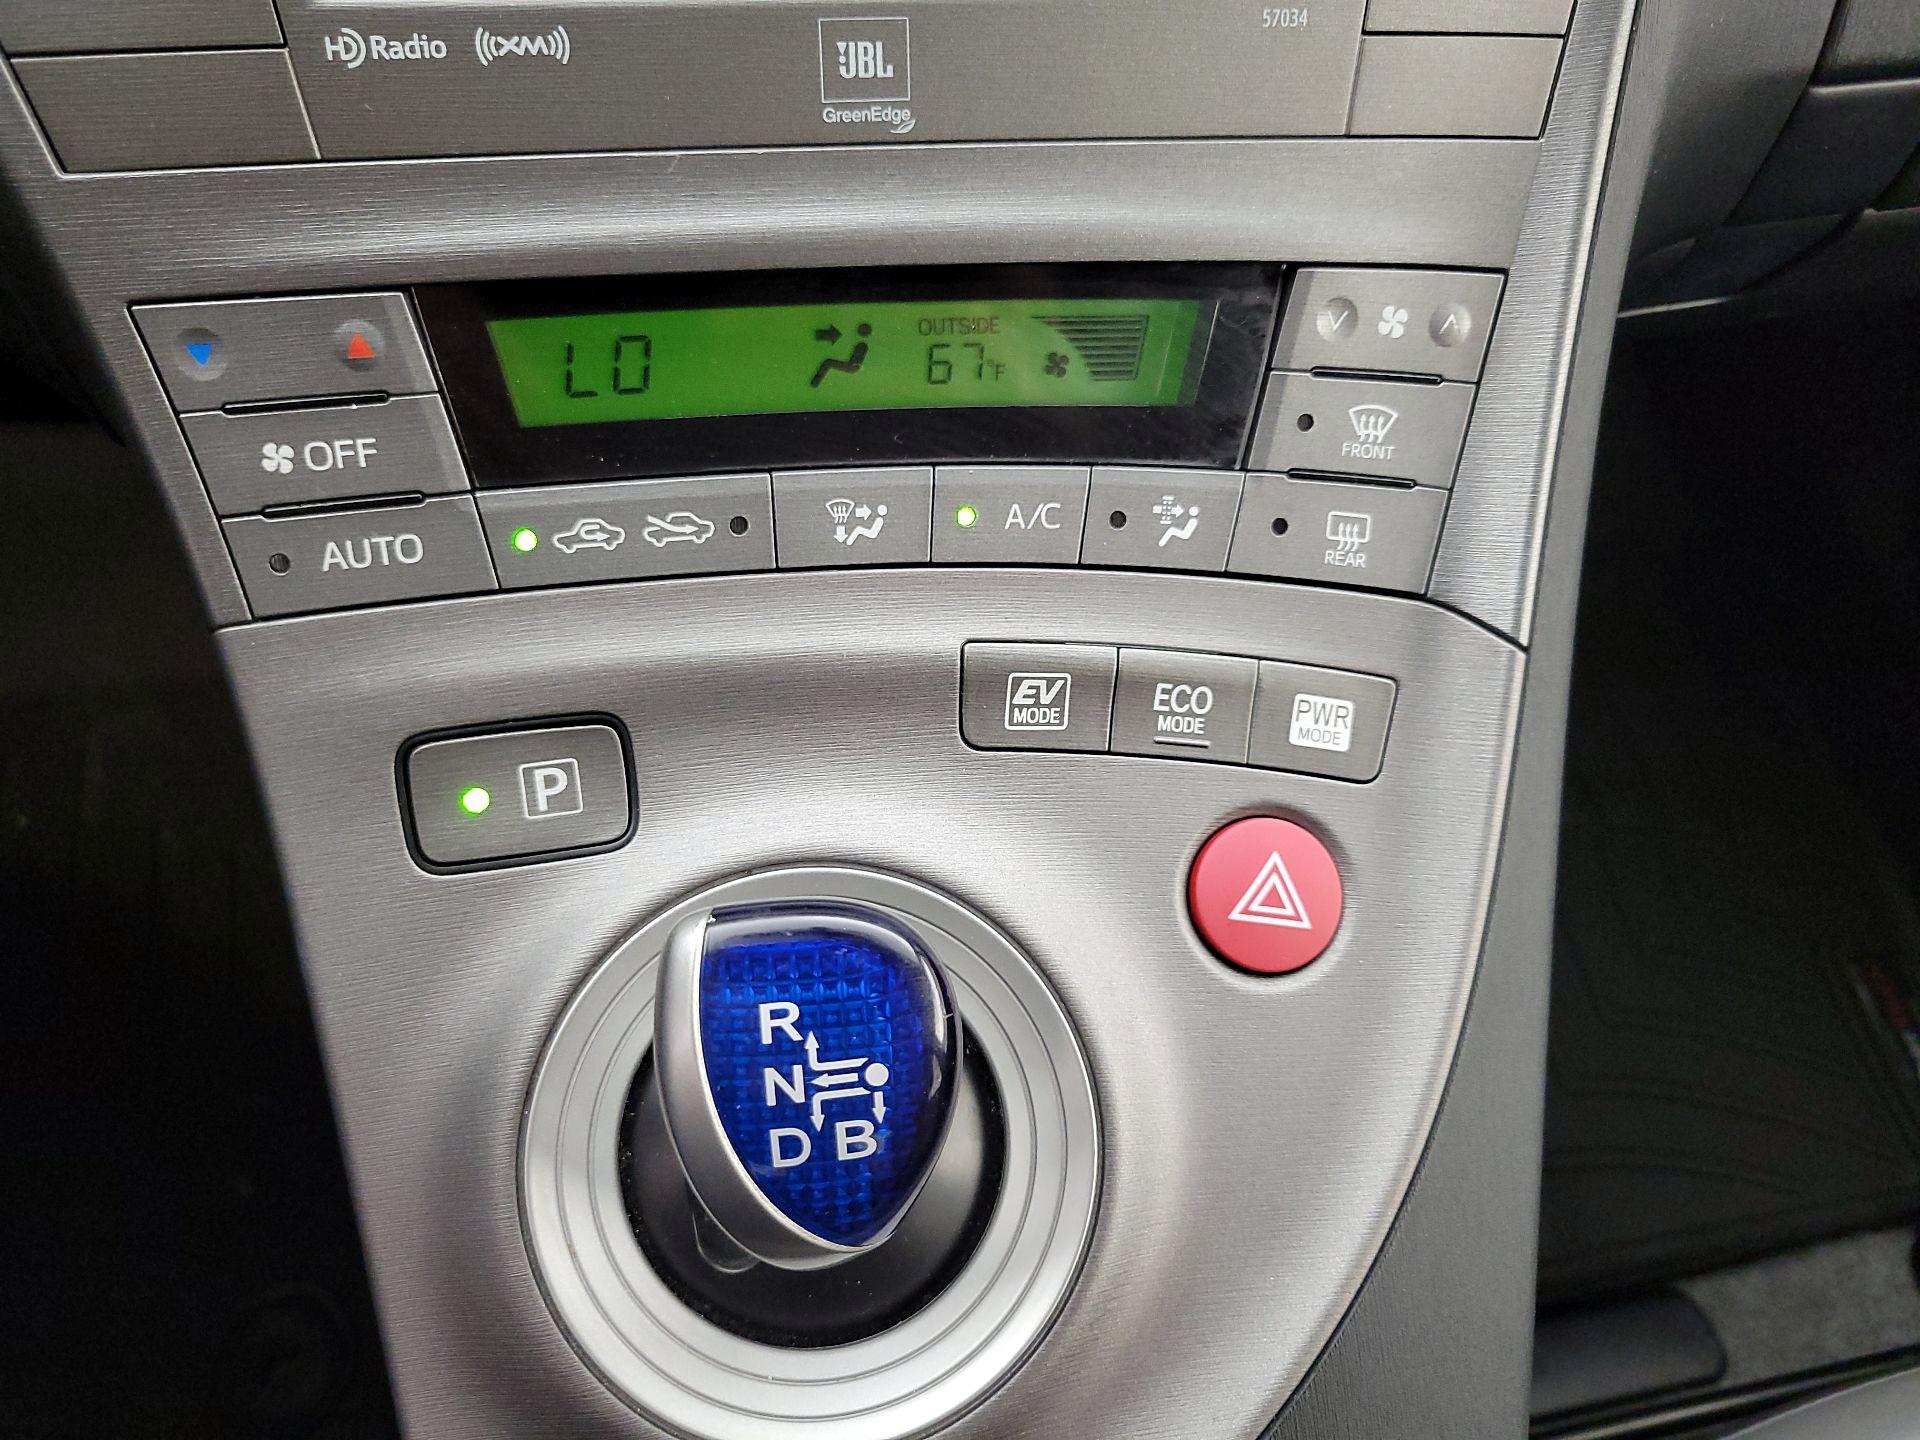 HD Radio
((XM))
JBL
GreenEdge
57034
LO
OUTSIDE
67°F
OFF
FRONT
AUTO
A/C
REAR
EV
MODE
ECO
MODE
PWR
MODE
P
R
N
D B